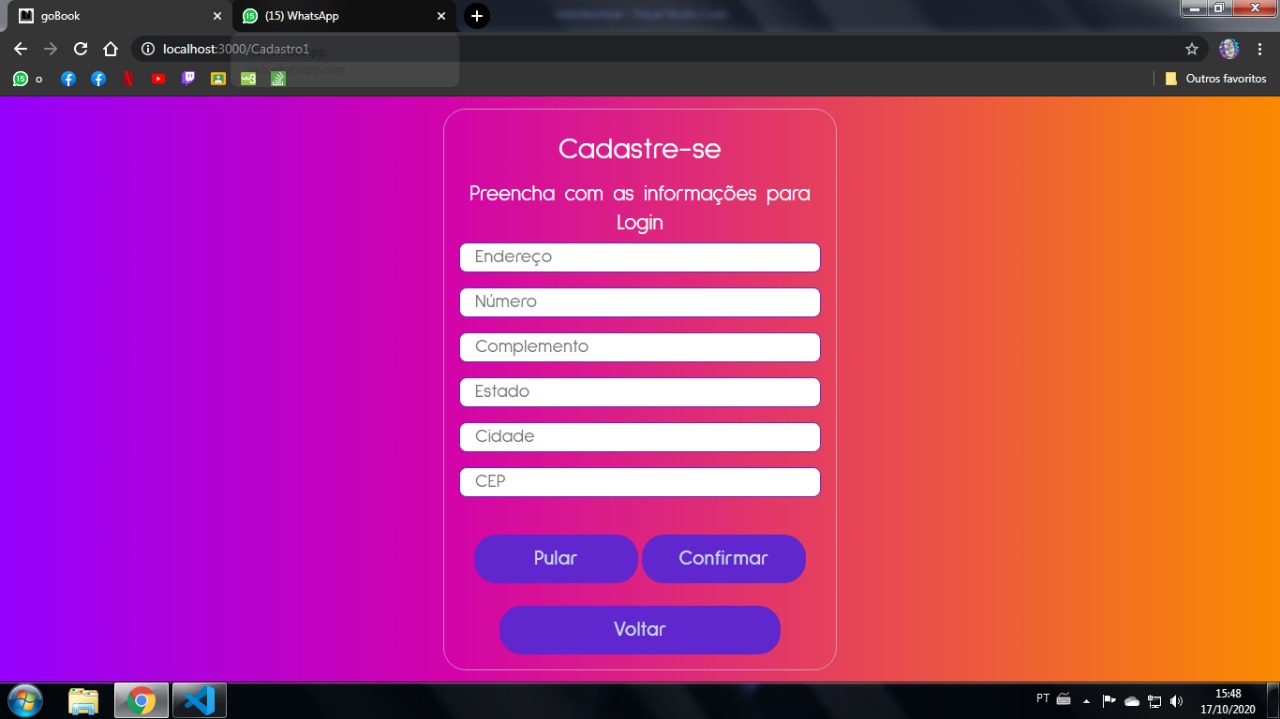 goBook
(15) WhatsApp
localhost:3000/Cadastro1
Outros favoritos
Cadastre-se
Preencha com as informações para
Login
Endereço
Número
Complemento
Estado
Cidade
CEP
Pular
Confirmar
Voltar
PT
15:48
17/10/2020